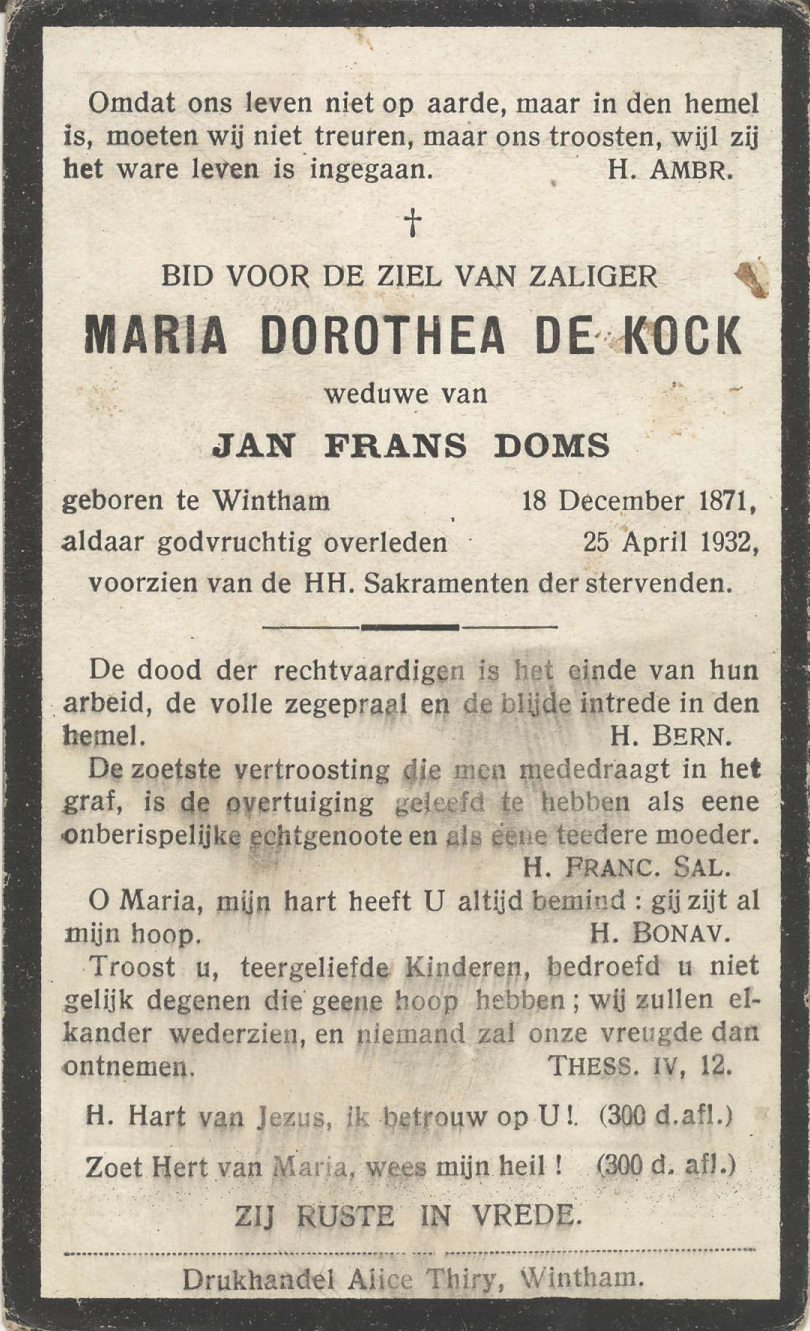 Omdat ons leven niet op aarde, maar in den hemel
is, moeten wij niet treuren, maar ons troosten, wijl zij
het ware leven is ingegaan. H. AMBR.
†
BID VOOR DE ZIEL VAN ZALIGER
MARIA DOROTHEA DE KOCK
weduwe van
JAN FRANS DOMS
geboren te Wintham 18 December 1871,
aldaar godvruchtig overleden 25 April 1932,
voorzien van de HH. Sakramenten der stervenden.
De dood der rechtvaardigen is het einde van hun
arbeid, de volle zegepraal en de blijde intrede in den
hemel. H. BERN.
De zoetste vertroosting die men mededraagt in het
graf, is de overtuiging geleefd te hebben als eene
onberispelijke echtgenoote en als eene teedere moeder.
H. FRANC. SAL.
O Maria, mijn hart heeft U altijd bemind : gij zijt al
mijn hoop. H. BONAV.
Troost u, teergeliefde Kinderen, bedroefd u niet
gelijk degenen die geene hoop hebben ; wij zullen el-
kander wederzien, en niemand zal onze vreugde dan
ontnemen. THESS. IV, 12.
H. Hart van Jezus, ik betrouw op U !. (300 d. afl.)
Zoet Hert van Maria, wees mijn heil ! (300 d. afl.)
ZIJ RUSTE IN VREDE.
Drukhandel Alice Thiry, Wintham.